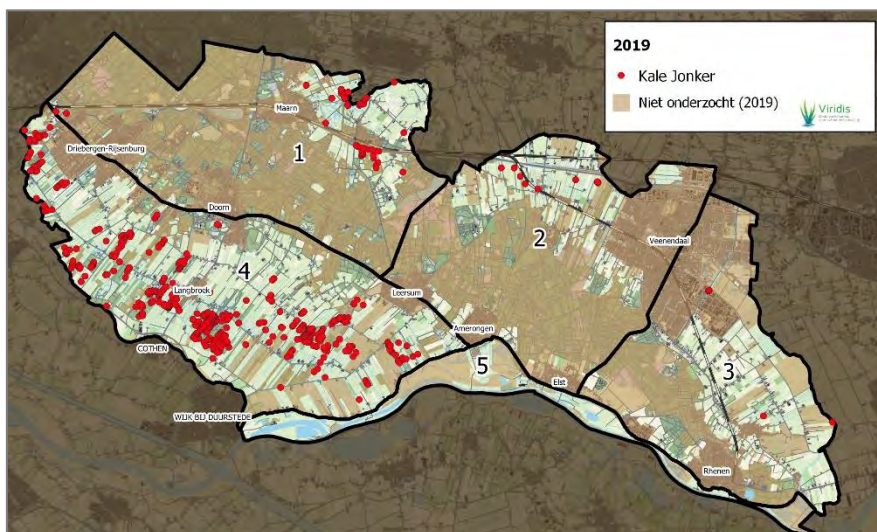 2019
Kale Jonker
Niet onderzocht (2019)
Viridis
Maarn
1
Driebergen-Rijsenburg
Doorn
2
Veenendaal
4
Langbroek
Leersum
Amerongen
COTHEN
5
Elst
3
WIJK BIJ DUURSTEDE
Rhenen